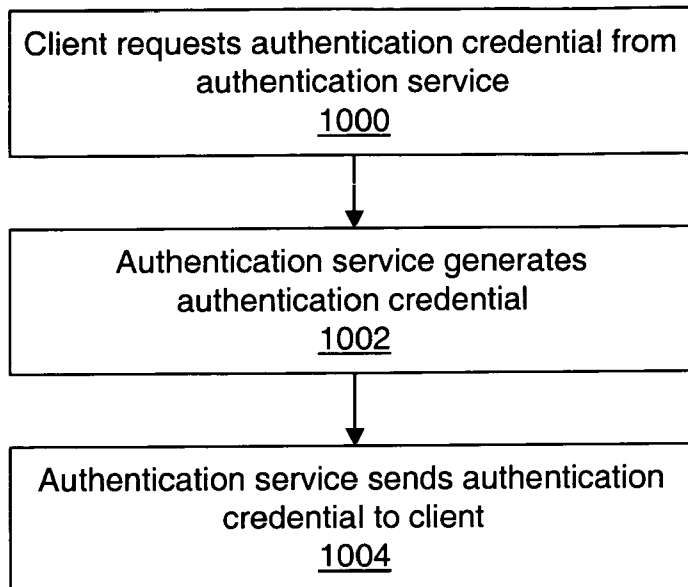 Client requests authentication credential from
authentication service
1000
Authentication service generates
authentication credential
1002
Authentication service sends authentication
credential to client
1004